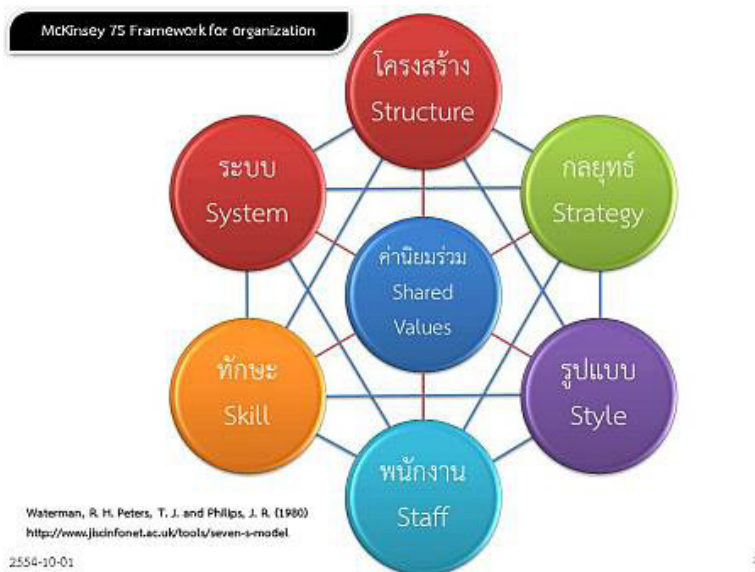 McKinsey 7S Framework for organization
โครงสร้าง
Structure
ระบบ
System
กลยุทธ์
Strategy
ค่านิยมร่วม
Shared
Values
ทักษะ
Skill
รูปแบบ
Style
พนักงาน
Staff
Waterman, R. H. Peters, T. J. and Philips, J. R. (1980)
http://www.jiscinfonet.ac.uk/tools/seven-s-model
2554-10-01